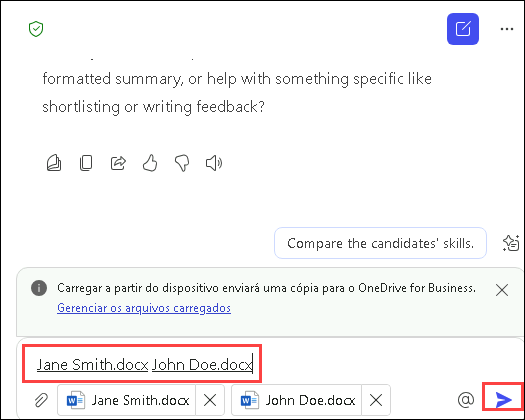 formatted summary, or help with something specific like
shortlisting or writing feedback?
Compare the candidates' skills.
Carregar a partir do dispositivo enviará uma cópia para o OneDrive for Business.
Gerenciar os arquivos carregados
Jane Smith.docx John Doe.docx
Jane Smith.docx John Doe.docx @